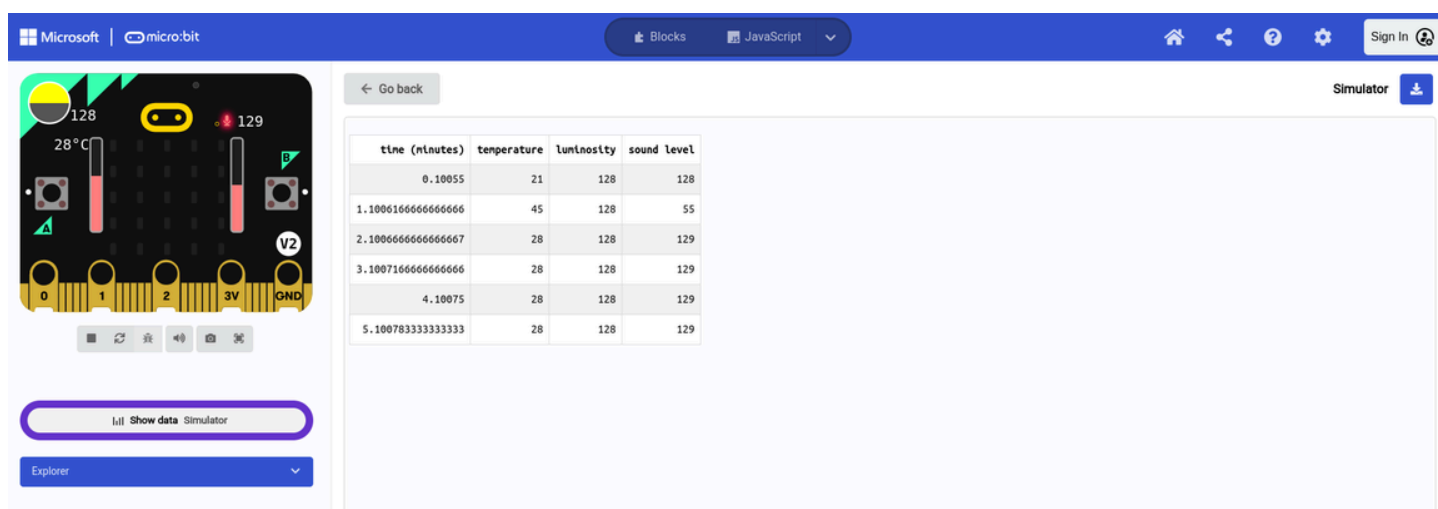 Microsoft micro:bit Blocks JavaScript Sign In
Go back Simulator
128 129
28°C
B
A
V2
0 1 2 3V GND
time (minutes) temperature luminosity sound level
0.10055 21 128 128
1.1006166666666666 45 128 55
2.1006666666666667 28 128 129
3.1007166666666666 28 128 129
4.10075 28 128 129
5.100783333333333 28 128 129
Show data Simulator
Explorer